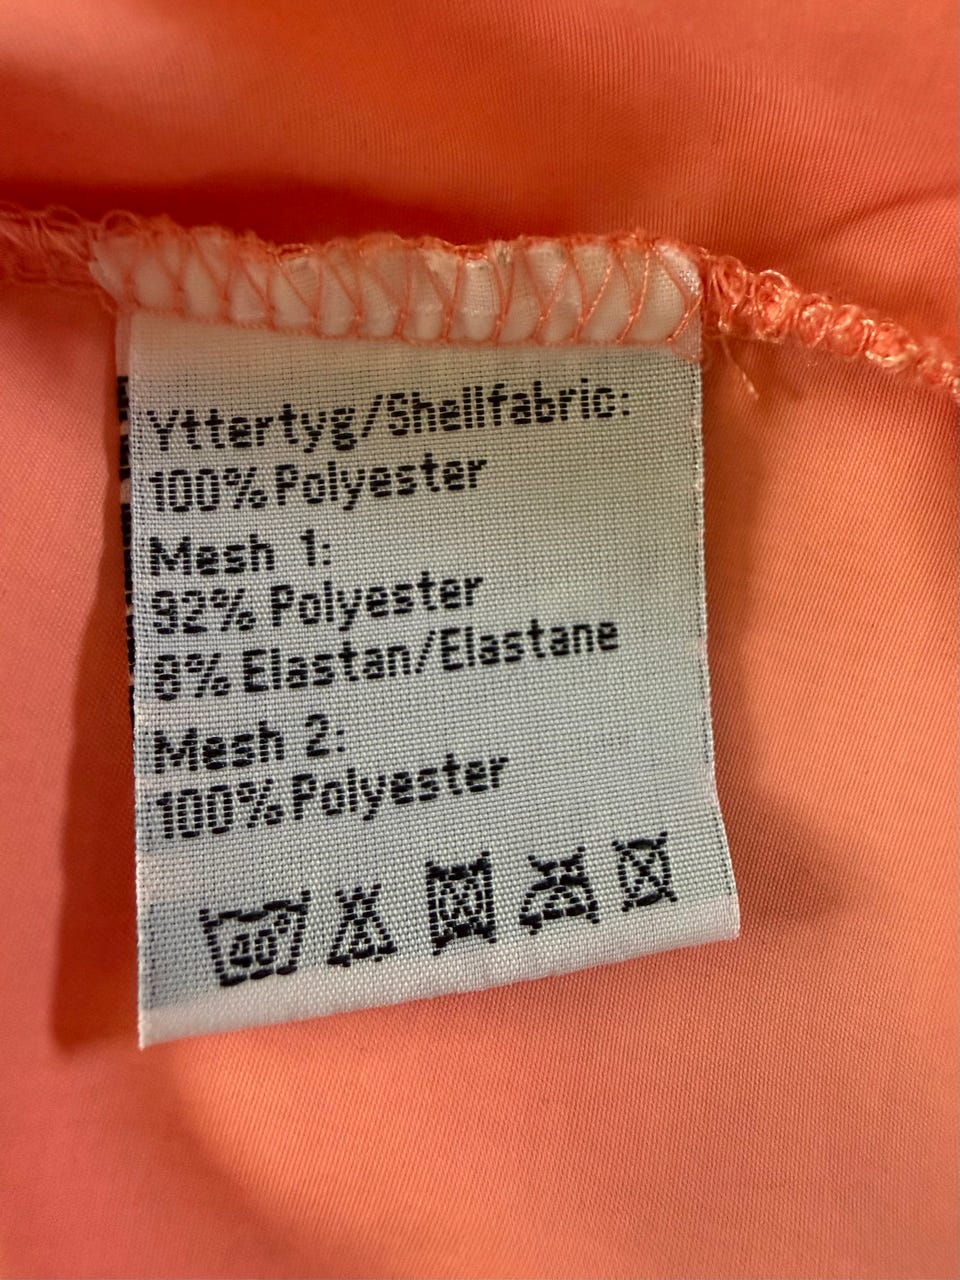 Yttertyg/Shellfabric:
100% Polyester
Mesh 1:
92% Polyester
8% Elastan/Elastane
Mesh 2:
100% Polyester
40°